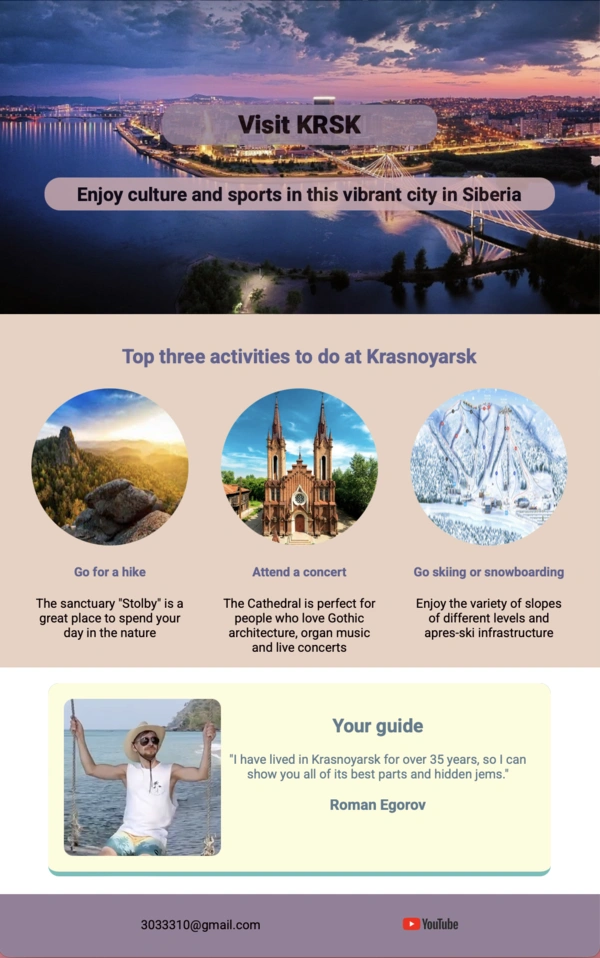 Visit KRSK
Enjoy culture and sports in this vibrant city in Siberia
Top three activities to do at Krasnoyarsk
Go for a hike
The sanctuary "Stolby" is a
great place to spend your
day in the nature
Attend a concert
The Cathedral is perfect for
people who love Gothic
architecture, organ music
and live concerts
Go skiing or snowboarding
Enjoy the variety of slopes
of different levels and
apres-ski infrastructure
Your guide
"I have lived in Krasnoyarsk for over 35 years, so I can
show you all of its best parts and hidden jems."
Roman Egorov
3033310@gmail.com
YouTube